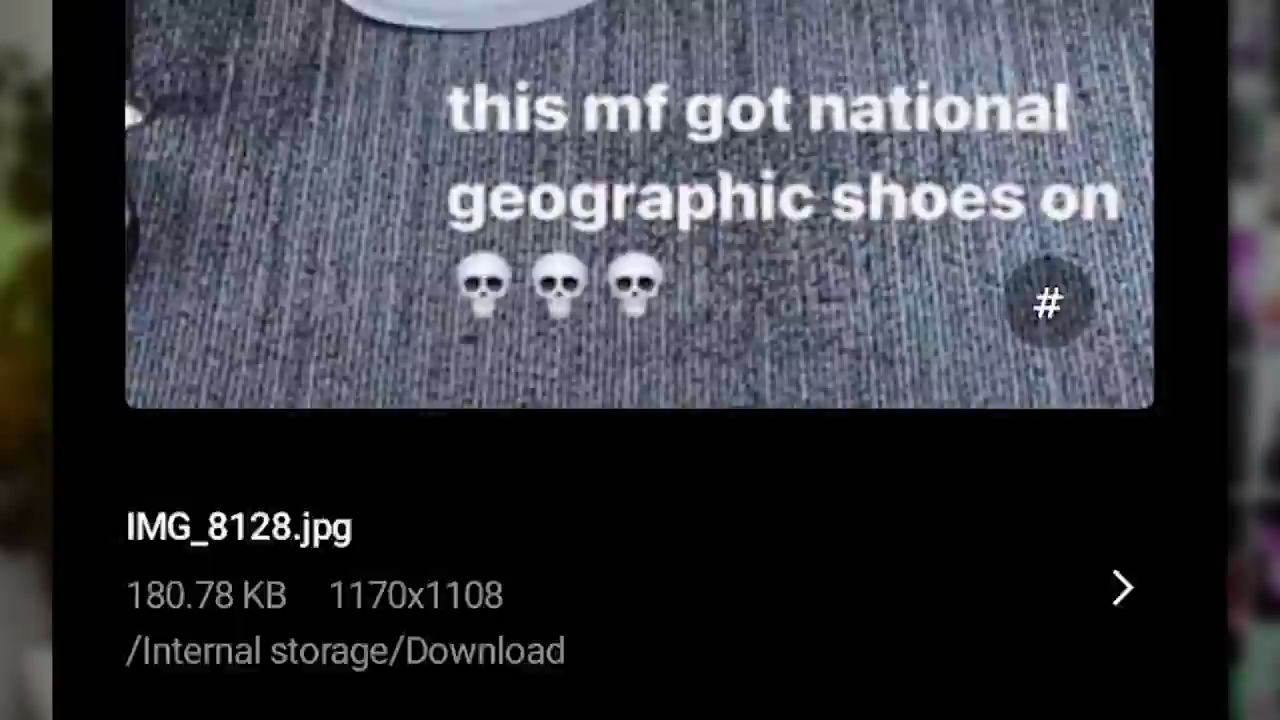 this mf got national
geographic shoes on
💀💀💀
#
IMG_8128.jpg
180.78 KB 1170x1108
/Internal storage/Download